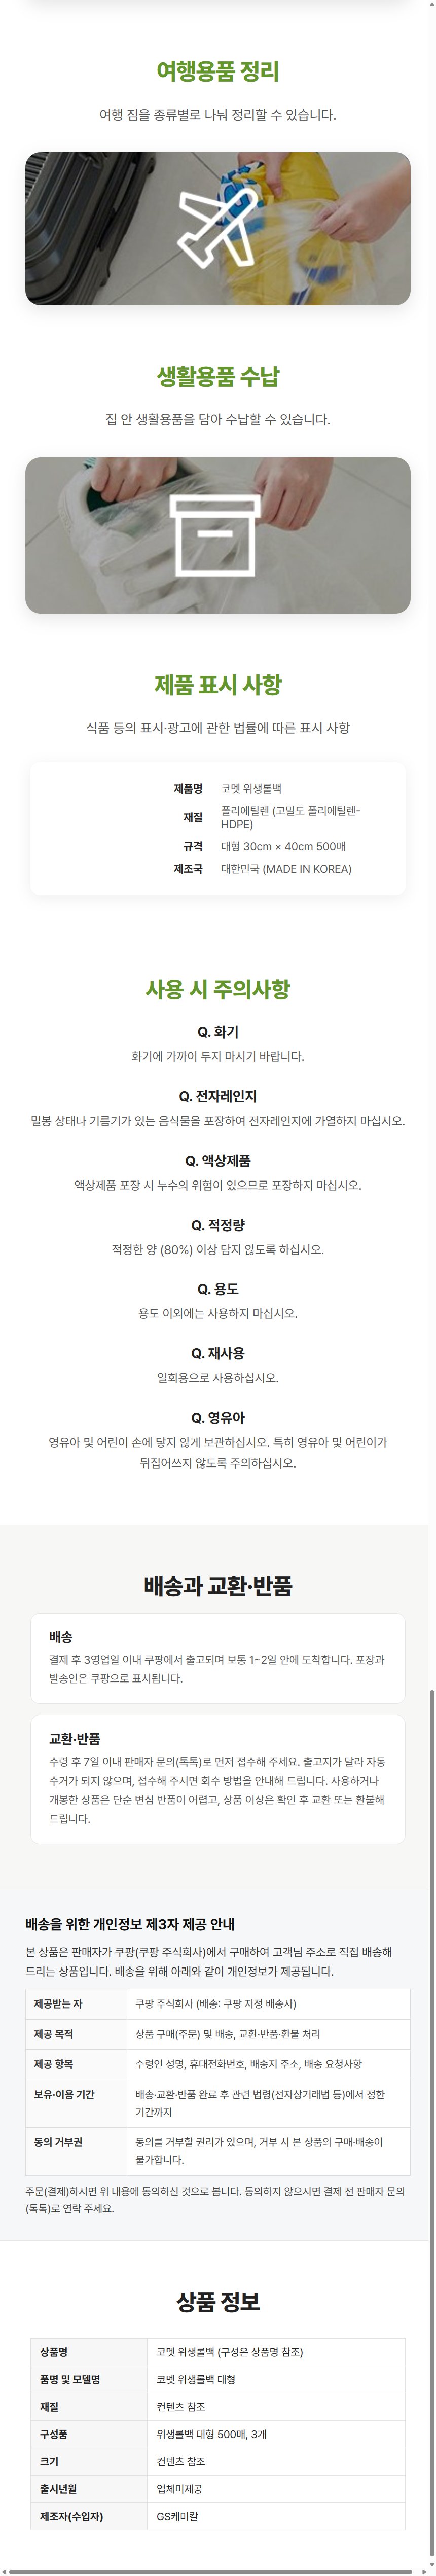 여행용품 정리
여행 짐을 종류별로 나눠 정리할 수 있습니다.
생활용품 수납
집 안 생활용품을 담아 수납할 수 있습니다.
제품 표시 사항
식품 등의 표시·광고에 관한 법률에 따른 표시 사항
제품명 코멧 위생롤백
재질 폴리에틸렌 (고밀도 폴리에틸렌-
HDPE)
규격 대형 30cm × 40cm 500매
제조국 대한민국 (MADE IN KOREA)
사용 시 주의사항
Q. 화기
화기에 가까이 두지 마시기 바랍니다.
Q. 전자레인지
밀봉 상태나 기름기가 있는 음식물을 포장하여 전자레인지에 가열하지 마십시오.
Q. 액상제품
액상제품 포장 시 누수의 위험이 있으므로 포장하지 마십시오.
Q. 적정량
적정한 양 (80%) 이상 담지 않도록 하십시오.
Q. 용도
용도 이외에는 사용하지 마십시오.
Q. 재사용
일회용으로 사용하십시오.
Q. 영유아
영유아 및 어린이 손에 닿지 않게 보관하십시오. 특히 영유아 및 어린이가
뒤집어쓰지 않도록 주의하십시오.
배송과 교환·반품
배송
결제 후 3영업일 이내 쿠팡에서 출고되며 보통 1~2일 안에 도착합니다. 포장과
발송인은 쿠팡으로 표시됩니다.
교환·반품
수령 후 7일 이내 판매자 문의(톡톡)로 먼저 접수해 주세요. 출고지가 달라 자동
수거가 되지 않으며, 접수해 주시면 회수 방법을 안내해 드립니다. 사용하거나
개봉한 상품은 단순 변심 반품이 어렵고, 상품 이상은 확인 후 교환 또는 환불해
드립니다.
배송을 위한 개인정보 제3자 제공 안내
본 상품은 판매자가 쿠팡(쿠팡 주식회사)에서 구매하여 고객님 주소로 직접 배송해
드리는 상품입니다. 배송을 위해 아래와 같이 개인정보가 제공됩니다.
제공받는 자 쿠팡 주식회사 (배송: 쿠팡 지정 배송사)
제공 목적 상품 구매(주문) 및 배송, 교환·반품·환불 처리
제공 항목 수령인 성명, 휴대전화번호, 배송지 주소, 배송 요청사항
보유·이용 기간 배송·교환·반품 완료 후 관련 법령(전자상거래법 등)에서 정한
기간까지
동의 거부권 동의를 거부할 권리가 있으며, 거부 시 본 상품의 구매·배송이
불가합니다.
주문(결제)하시면 위 내용에 동의하신 것으로 봅니다. 동의하지 않으시면 결제 전 판매자 문의
(톡톡)로 연락 주세요.
상품 정보
상품명 코멧 위생롤백 (구성은 상품명 참조)
품명 및 모델명 코멧 위생롤백 대형
재질 컨텐츠 참조
구성품 위생롤백 대형 500매, 3개
크기 컨텐츠 참조
출시년월 업체미제공
제조자(수입자) GS케미칼